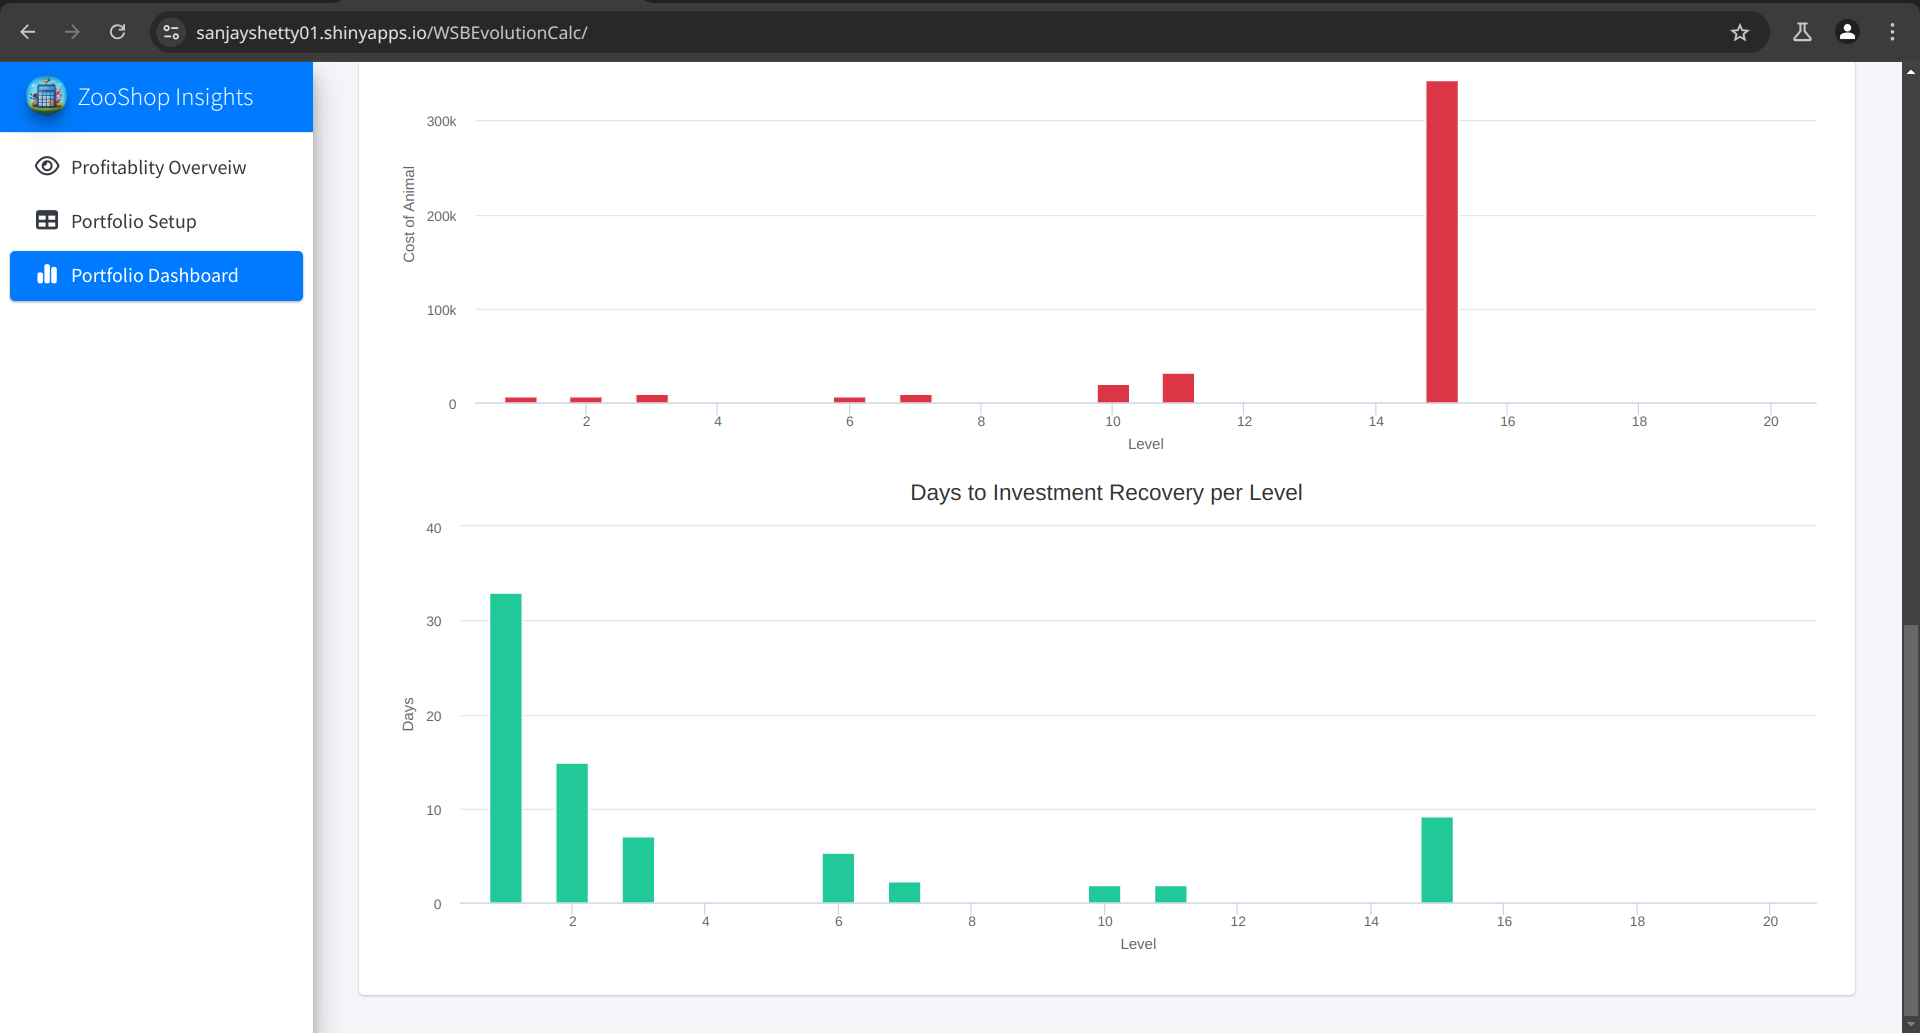 sanjayshetty01.shinyapps.io/WSBEvolutionCalc/
ZooShop Insights
Profitablity Overveiw
Portfolio Setup
Portfolio Dashboard
Cost of Animal
300k
200k
100k
0
2 4 6 8 10 12 14 16 18 20
Level
Days to Investment Recovery per Level
Days
40
30
20
10
0
2 4 6 8 10 12 14 16 18 20
Level